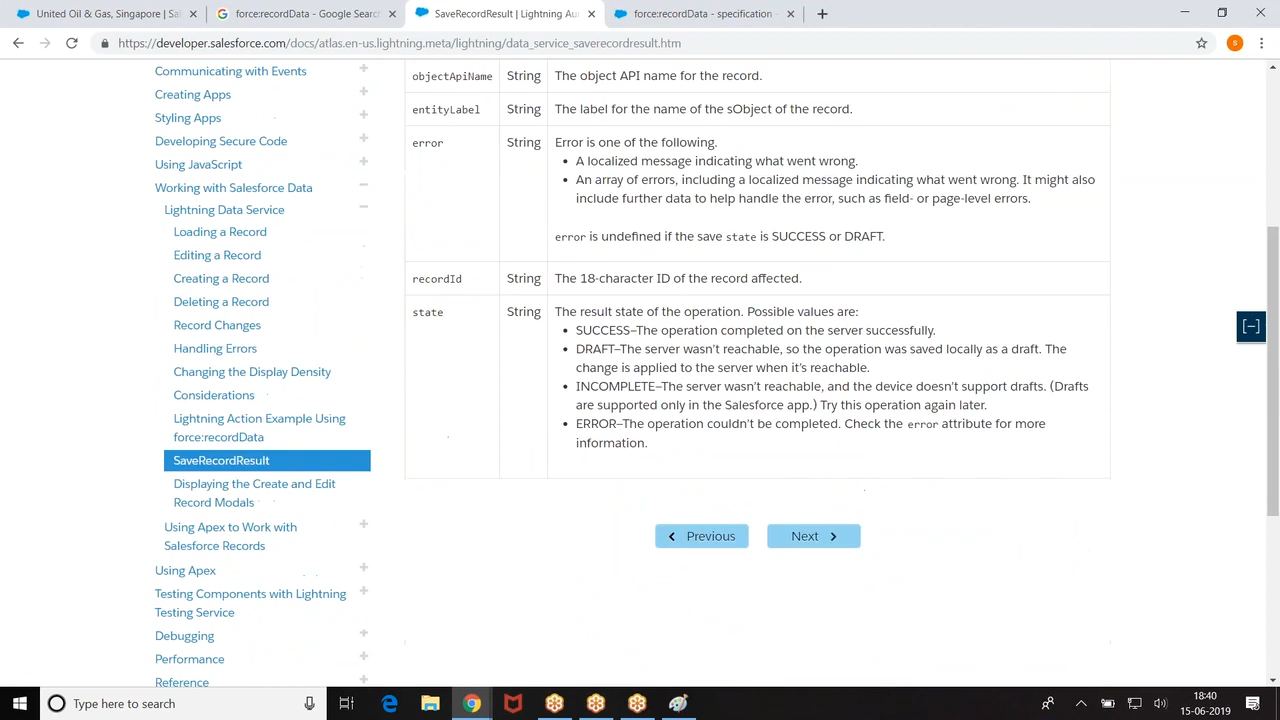 United Oil & Gas, Singapore | Sal
force:recordData - Google Search
SaveRecordResult | Lightning Au
force:recordData - specification -
https://developer.salesforce.com/docs/atlas.en-us.lightning.meta/lightning/data_service_saverecordresult.htm
S
Communicating with Events
Creating Apps
Styling Apps
Developing Secure Code
Using JavaScript
Working with Salesforce Data
Lightning Data Service
Loading a Record
Editing a Record
Creating a Record
Deleting a Record
Record Changes
Handling Errors
Changing the Display Density
Considerations
Lightning Action Example Using
force:recordData
SaveRecordResult
Displaying the Create and Edit
Record Modals
Using Apex to Work with
Salesforce Records
Using Apex
Testing Components with Lightning
Testing Service
Debugging
Performance
Reference
objectApiName String The object API name for the record.
entityLabel String The label for the name of the sObject of the record.
error String Error is one of the following.
• A localized message indicating what went wrong.
• An array of errors, including a localized message indicating what went wrong. It might also
include further data to help handle the error, such as field- or page-level errors.
error is undefined if the save state is SUCCESS or DRAFT.
recordId String The 18-character ID of the record affected.
state String The result state of the operation. Possible values are:
• SUCCESS—The operation completed on the server successfully.
• DRAFT—The server wasn't reachable, so the operation was saved locally as a draft. The
change is applied to the server when it's reachable.
• INCOMPLETE—The server wasn't reachable, and the device doesn't support drafts. (Drafts
are supported only in the Salesforce app.) Try this operation again later.
• ERROR—The operation couldn't be completed. Check the error attribute for more
information.
Previous Next
[−]
Type here to search
18:40
15-06-2019